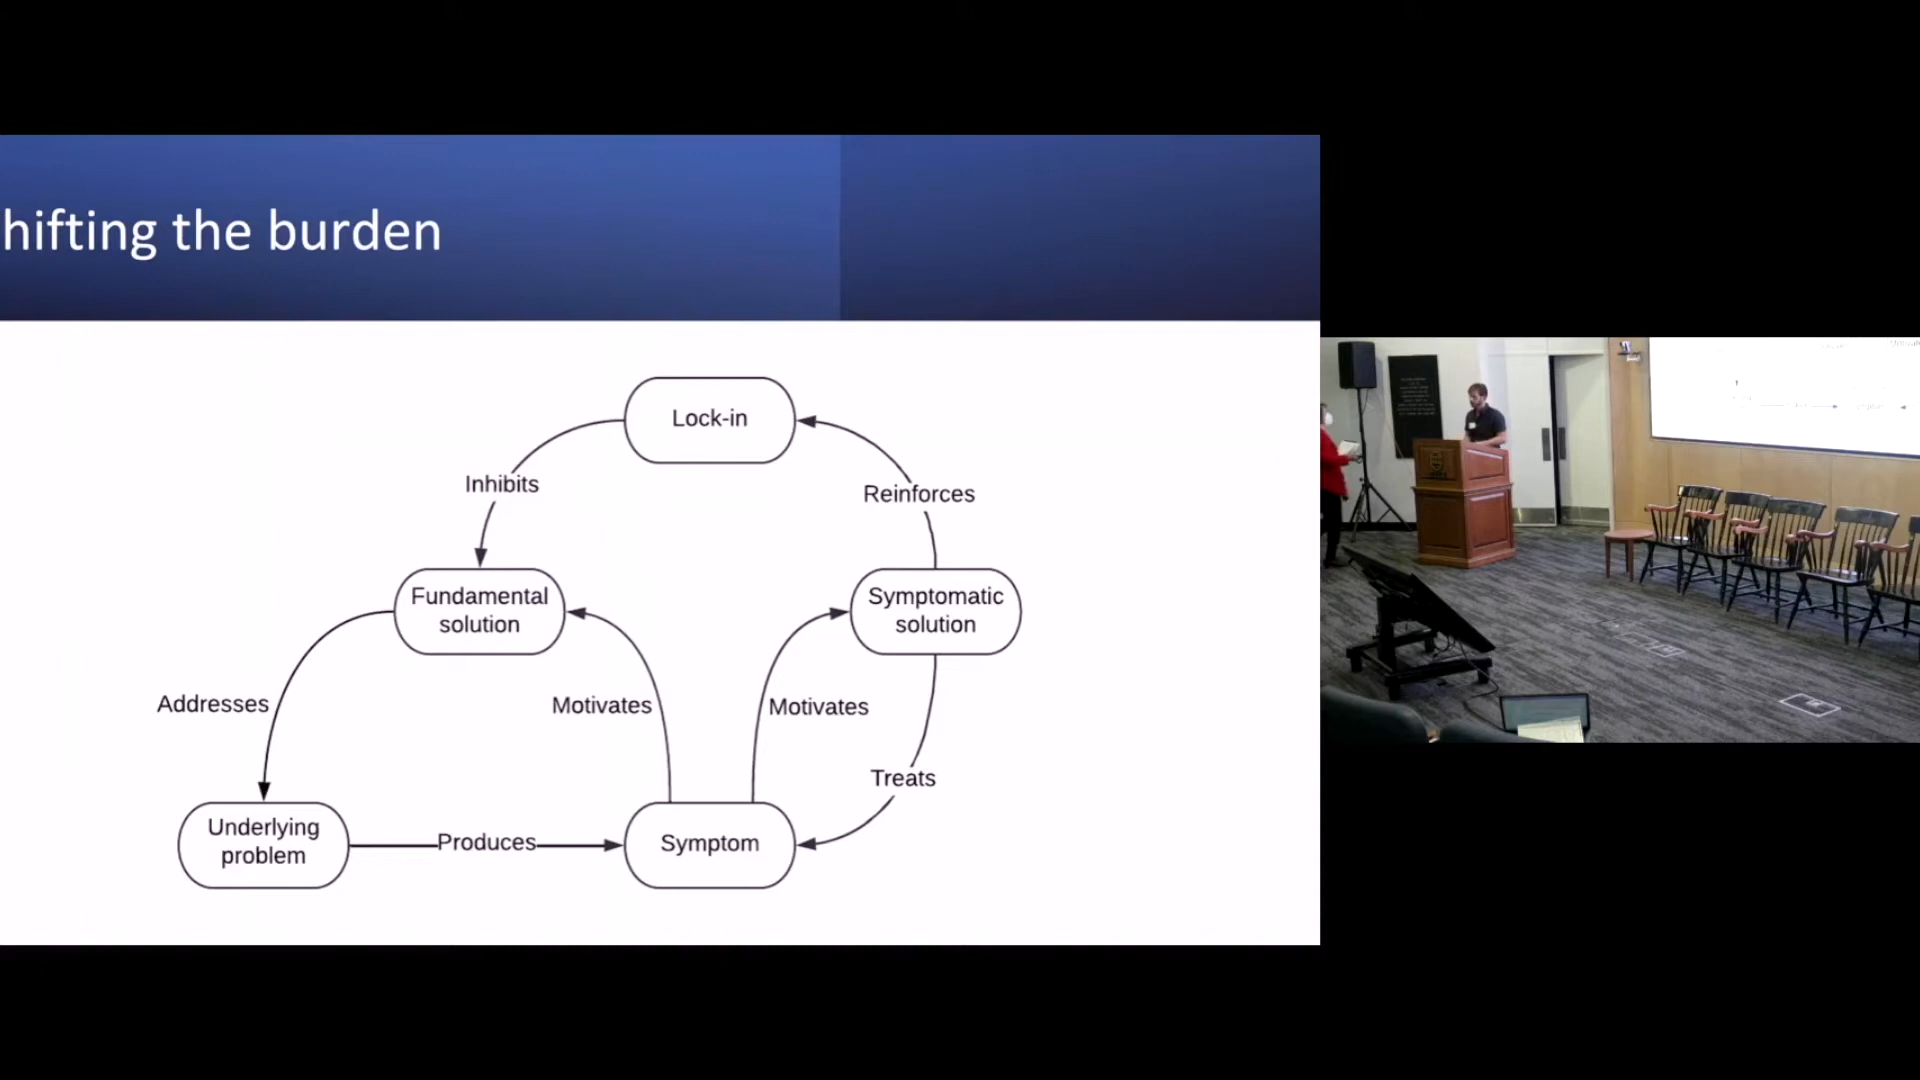 hifting the burden
Lock-in
Inhibits
Reinforces
Fundamental
solution
Symptomatic
solution
Addresses
Motivates
Motivates
Treats
Underlying
problem
Produces
Symptom